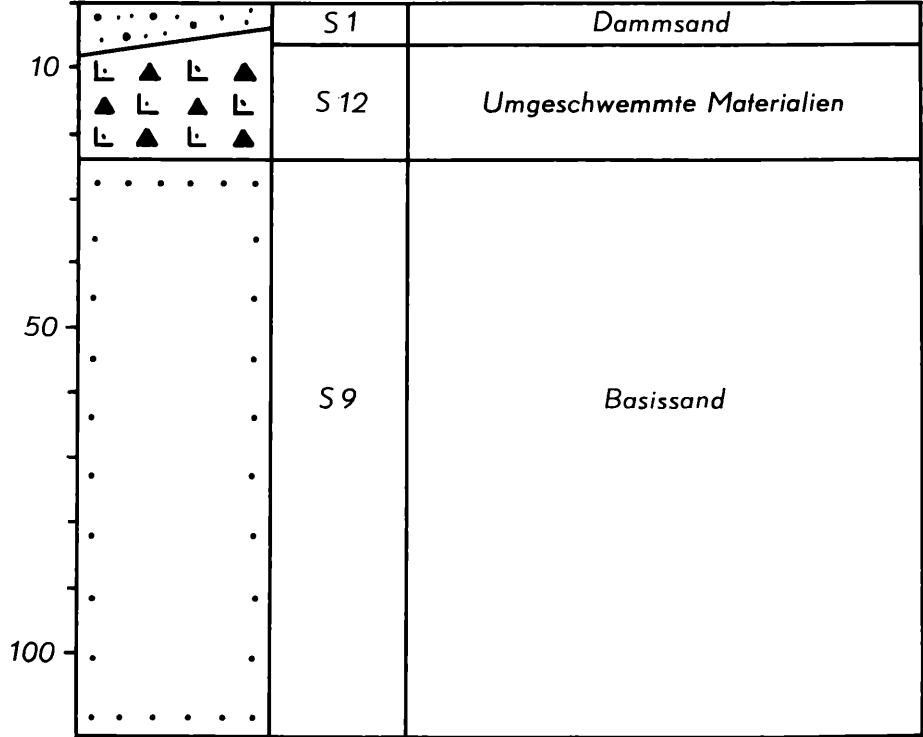 S 1 Dammsand
10
S 12 Umgeschwemmte Materialien
50
S 9 Basissand
100